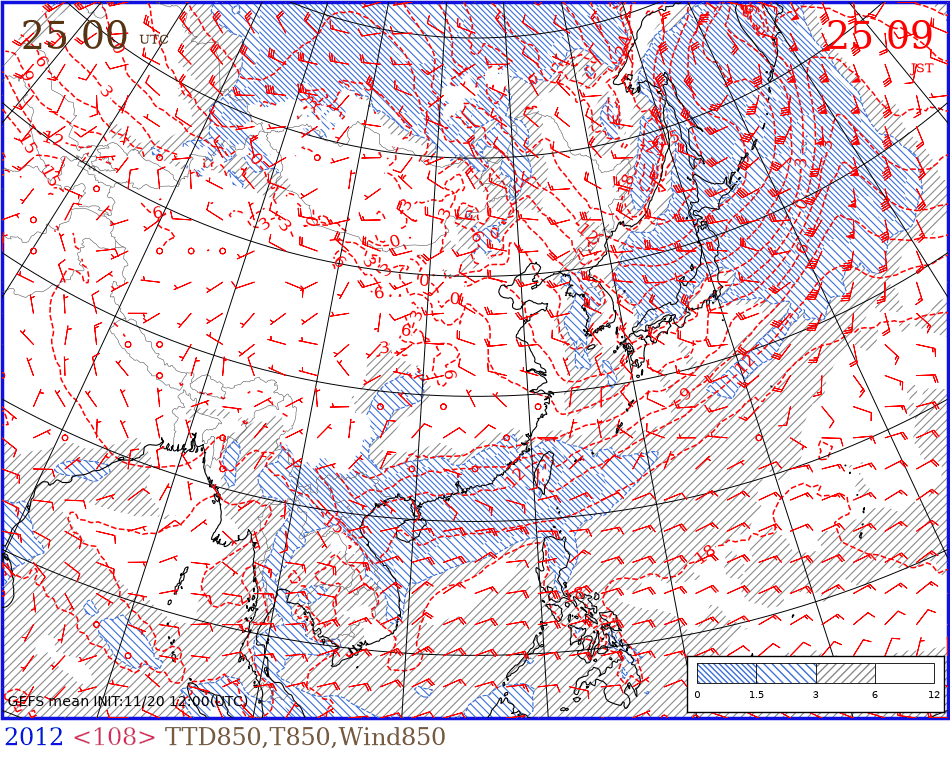 25 00 UTC
25 09 JST
GEFS mean INIT:11/20 12:00(UTC)
0 1.5 3 6 12
2012 <108> TTD850,T850,Wind850